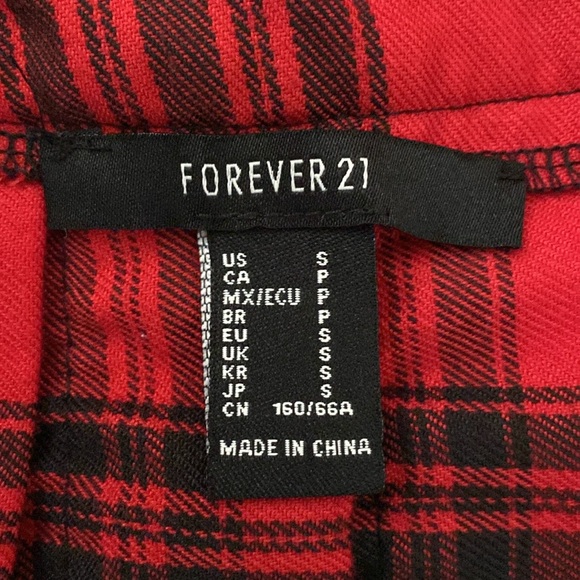 FOREVER 21
US S
CA P
MX/ECU P
BR P
EU S
UK S
KR S
JP S
CN 160/66A
MADE IN CHINA